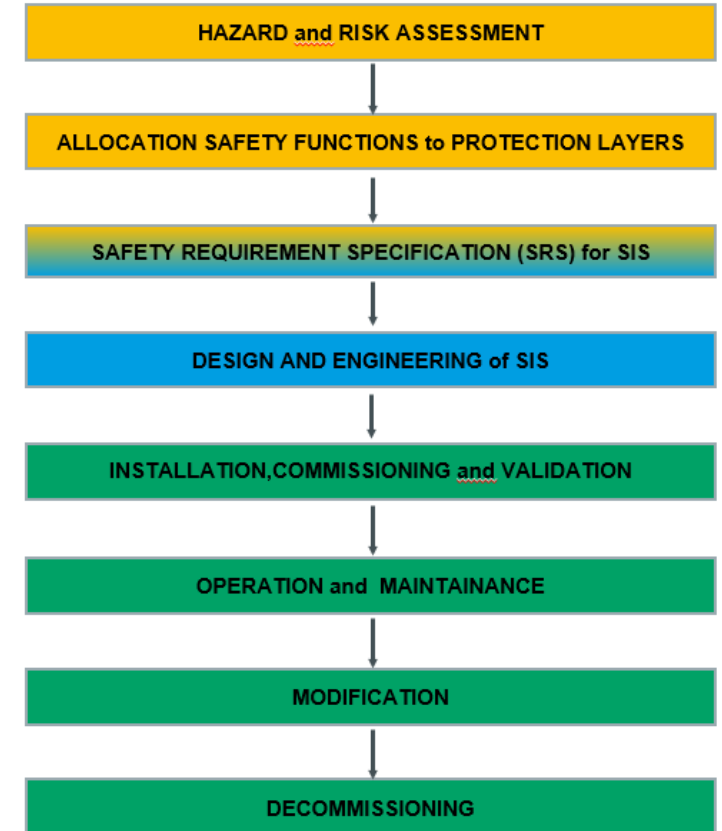 HAZARD and RISK ASSESSMENT
ALLOCATION SAFETY FUNCTIONS to PROTECTION LAYERS
SAFETY REQUIREMENT SPECIFICATION (SRS) for SIS
DESIGN AND ENGINEERING of SIS
INSTALLATION,COMMISSIONING and VALIDATION
OPERATION and  MAINTAINANCE
MODIFICATION
DECOMMISSIONING